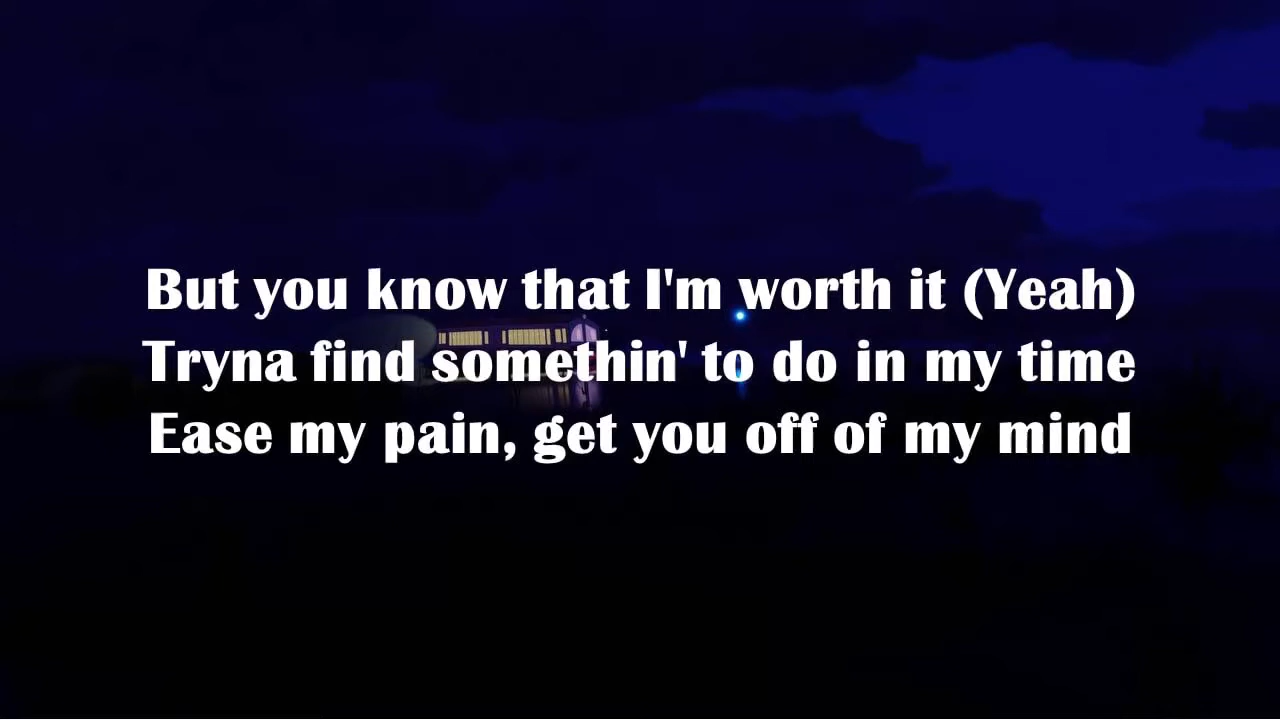 But you know that I'm worth it (Yeah)
Tryna find somethin' to do in my time
Ease my pain, get you off of my mind